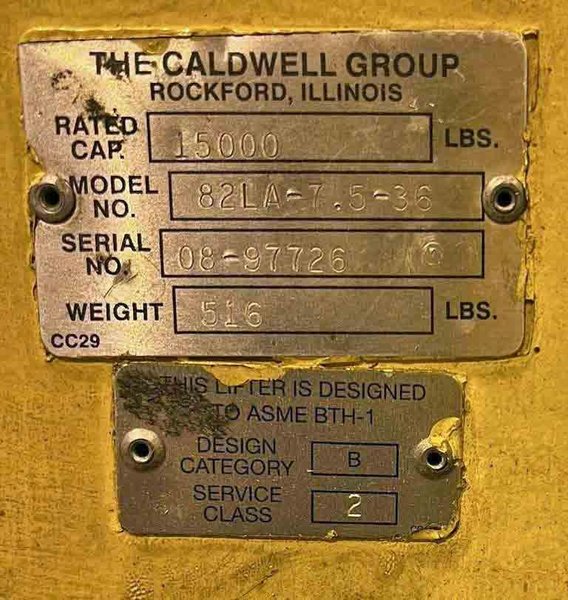 THE CALDWELL GROUP
ROCKFORD, ILLINOIS
RATED CAP. 15000 LBS.
MODEL NO. 82LA-7.5-36
SERIAL NO. 08-97726
WEIGHT 516 LBS.
CC29
THIS LIFTER IS DESIGNED
TO ASME BTH-1
DESIGN CATEGORY B
SERVICE CLASS 2